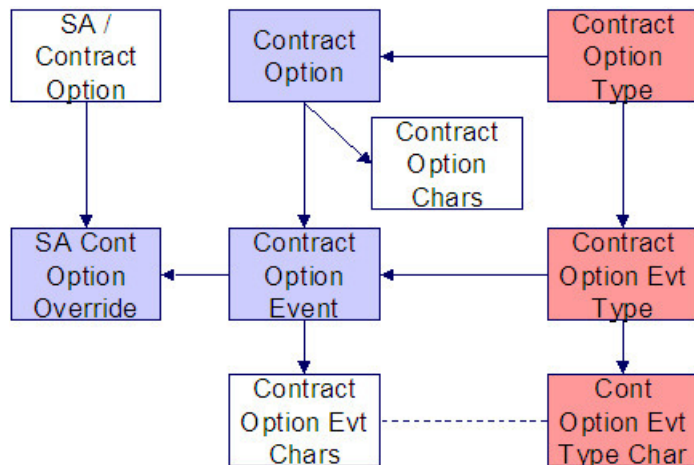 SA /
Contract
Option
Contract
Option
Contract
Option
Type
Contract
Option
Chars
SA Cont
Option
Override
Contract
Option
Event
Contract
Option Evt
Type
Contract
Option Evt
Chars
Cont
Option Evt
Type Char